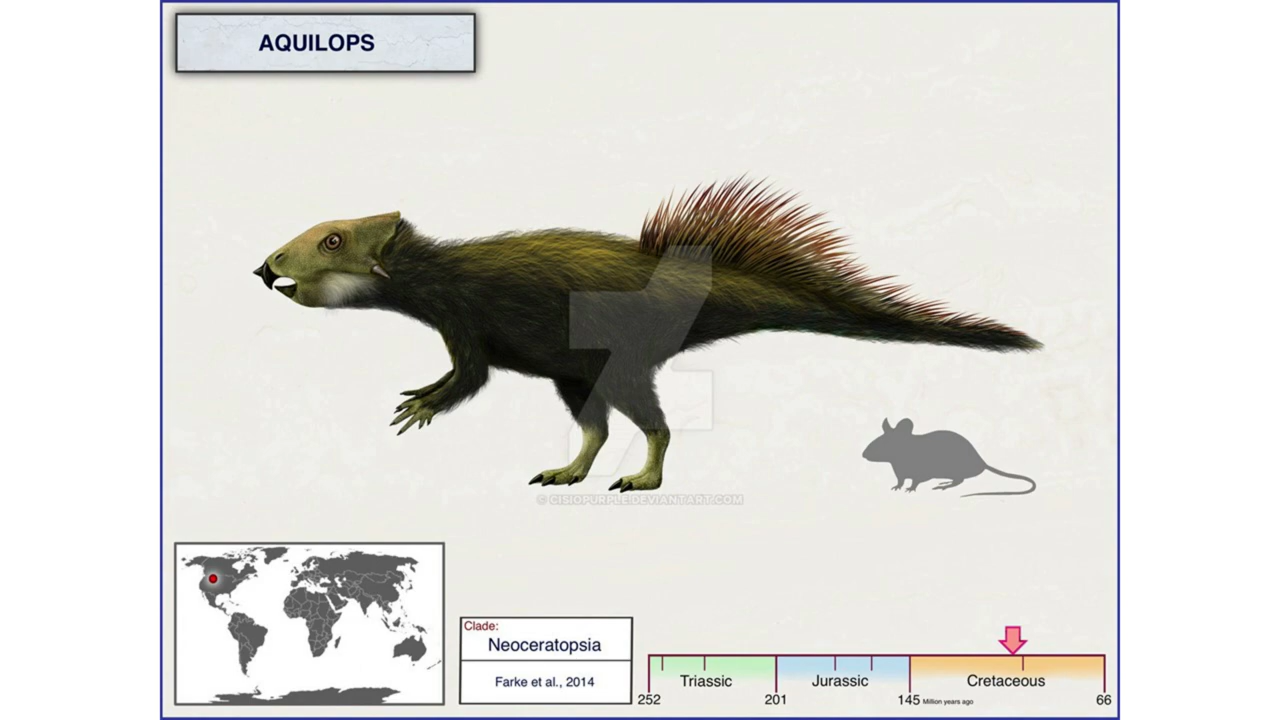 AQUILOPS
© CISIOPURPLE.DEVIANTART.COM
Clade:
Neoceratopsia
Farke et al., 2014
Triassic
Jurassic
Cretaceous
252
201
145 Million years ago
66